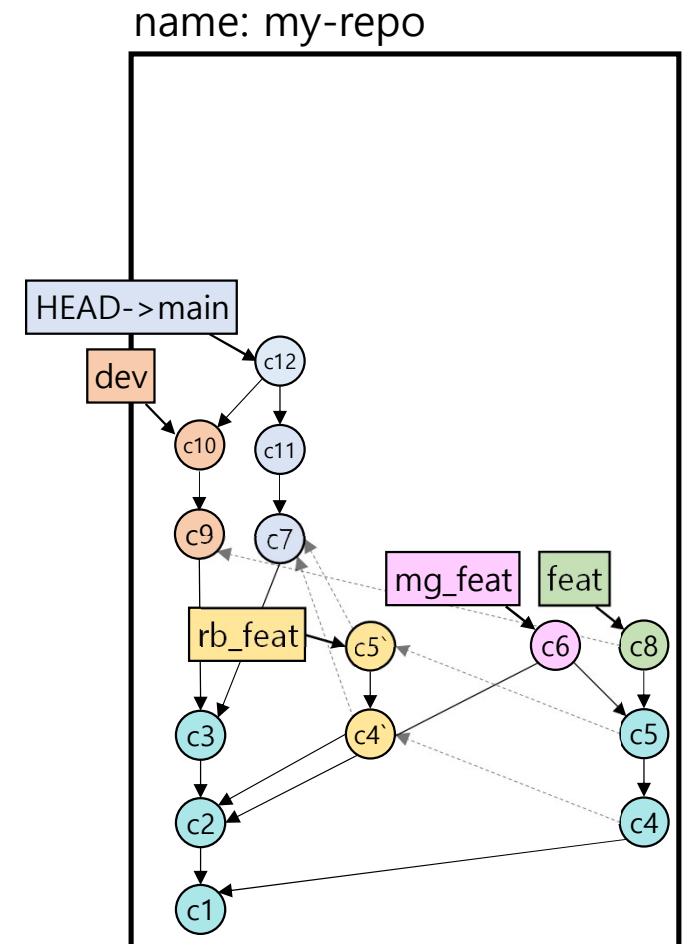 name: my-repo
HEAD->main
c12
dev
c10
c11
c9
c7
mg_feat
feat
rb_feat
c5`
c6
c8
c3
c4`
c5
c2
c4
c1